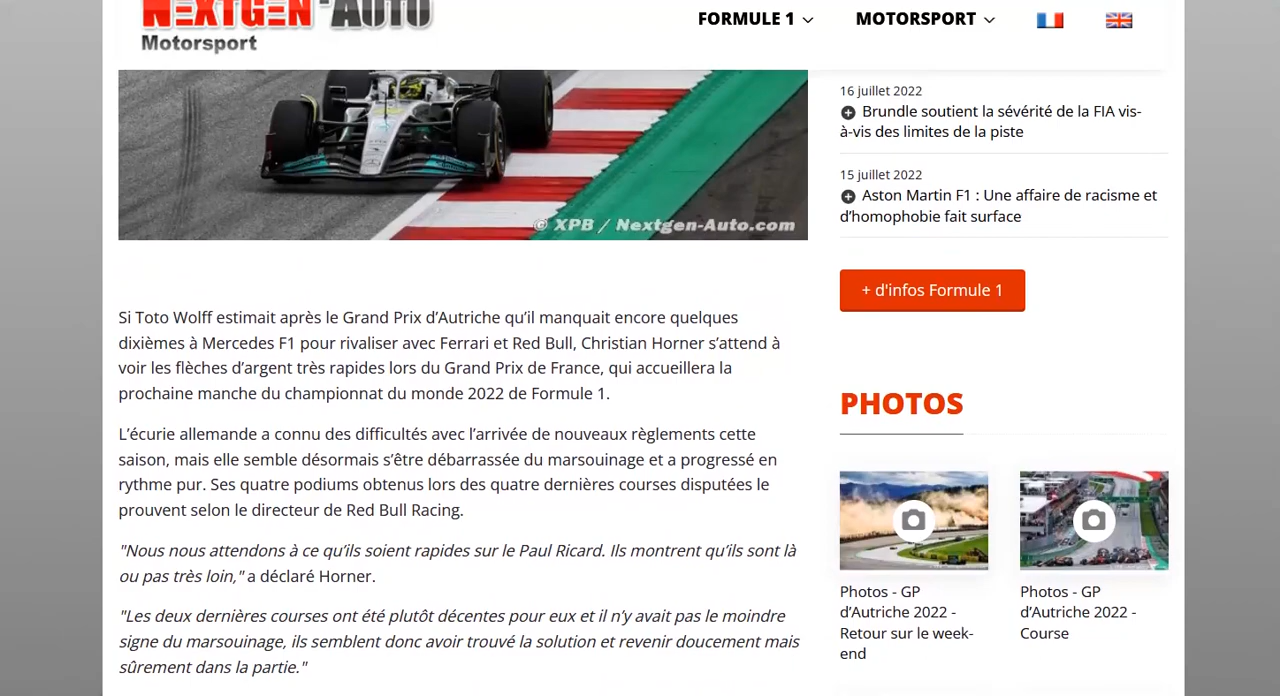 NEXTGEN-AUTO
Motorsport
FORMULE 1
MOTORSPORT
© XPB / Nextgen-Auto.com
Si Toto Wolff estimait après le Grand Prix d’Autriche qu’il manquait encore quelques
dixièmes à Mercedes F1 pour rivaliser avec Ferrari et Red Bull, Christian Horner s’attend à
voir les flèches d’argent très rapides lors du Grand Prix de France, qui accueillera la
prochaine manche du championnat du monde 2022 de Formule 1.
L’écurie allemande a connu des difficultés avec l’arrivée de nouveaux règlements cette
saison, mais elle semble désormais s’être débarrassée du marsouinage et a progressé en
rythme pur. Ses quatre podiums obtenus lors des quatre dernières courses disputées le
prouvent selon le directeur de Red Bull Racing.
"Nous nous attendons à ce qu’ils soient rapides sur le Paul Ricard. Ils montrent qu’ils sont là
ou pas très loin," a déclaré Horner.
"Les deux dernières courses ont été plutôt décentes pour eux et il n’y avait pas le moindre
signe du marsouinage, ils semblent donc avoir trouvé la solution et revenir doucement mais
sûrement dans la partie."
16 juillet 2022
Brundle soutient la sévérité de la FIA vis-
à-vis des limites de la piste
15 juillet 2022
Aston Martin F1 : Une affaire de racisme et
d’homophobie fait surface
+ d'infos Formule 1
PHOTOS
Photos - GP
d’Autriche 2022 -
Retour sur le week-
end
Photos - GP
d’Autriche 2022 -
Course